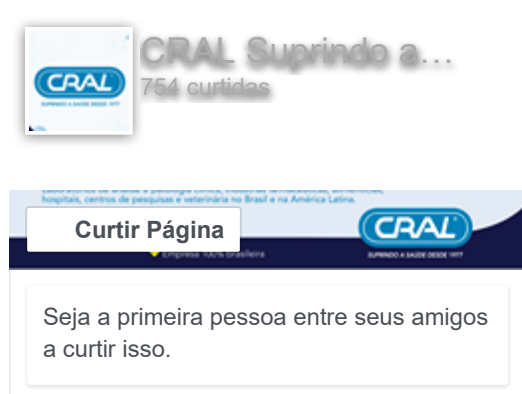 CRAL
SUPRINDO A SAÚDE DESDE 1977
CRAL Suprindo a...
754 curtidas
hospitais, centros de pesquisas e veterinária no Brasil e na América Latina.
Curtir Página
CRAL
SUPRINDO A SAÚDE DESDE 1977
Empresa 100% Brasileira
Seja a primeira pessoa entre seus amigos
a curtir isso.